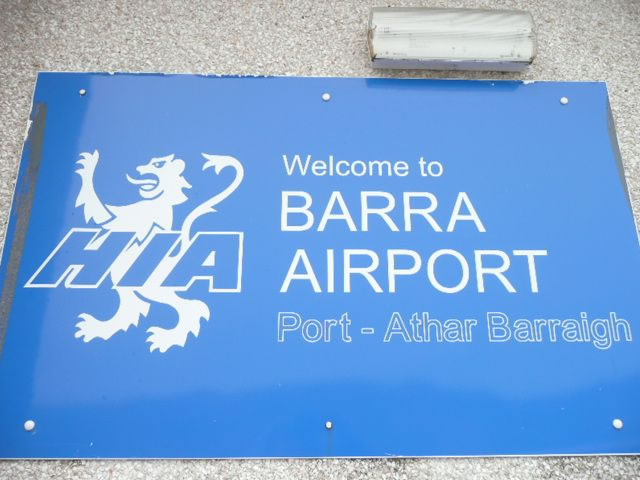 HIA
Welcome to
BARRA
AIRPORT
Port - Athar Barraigh